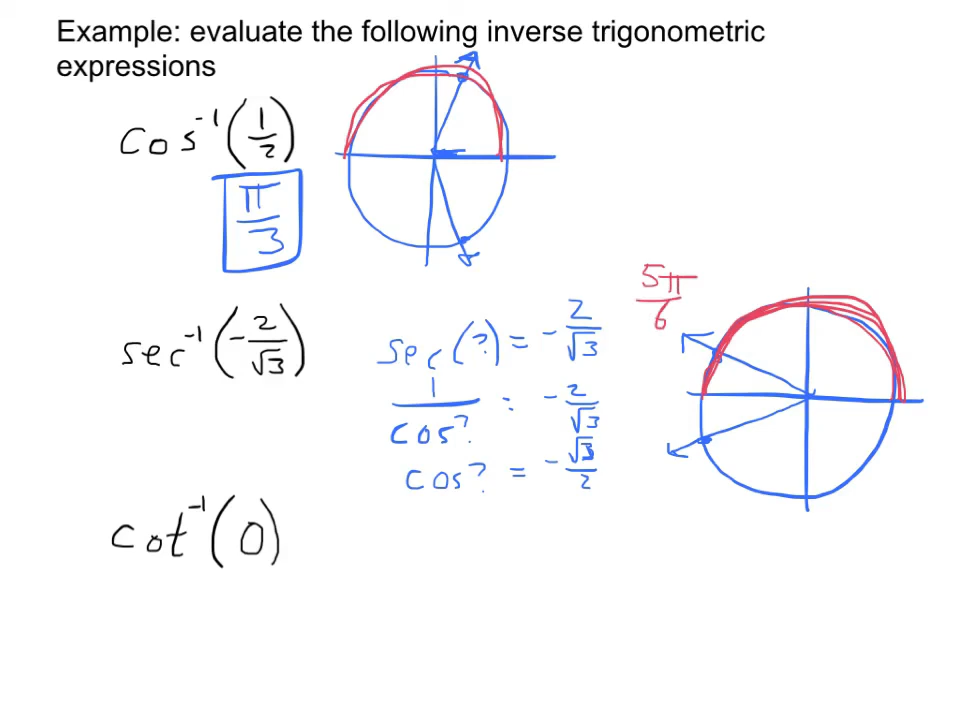 Example: evaluate the following inverse trigonometric
expressions
cos⁻¹(1/2)
π/3
sec⁻¹(-2/√3)
sec(?) = -2/√3
1/cos? = -2/√3
cos? = -√3/2
5π/6
cot⁻¹(0)